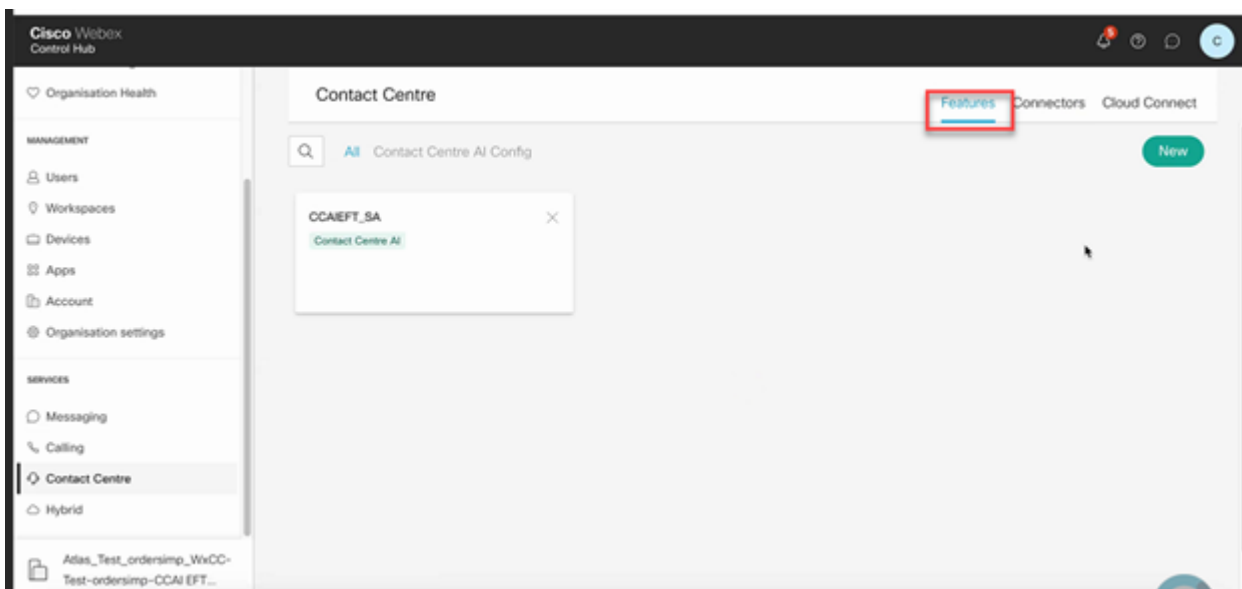 Cisco Webex
Control Hub
C
Organisation Health
MANAGEMENT
Users
Workspaces
Devices
Apps
Account
Organisation settings
SERVICES
Messaging
Calling
Contact Centre
Hybrid
Atlas_Test_ordersimp_WxCC-
Test-ordersimp-CCAI EFT...
Contact Centre
Features Connectors Cloud Connect
All Contact Centre AI Config
New
CCAIEFT_SA
Contact Centre AI